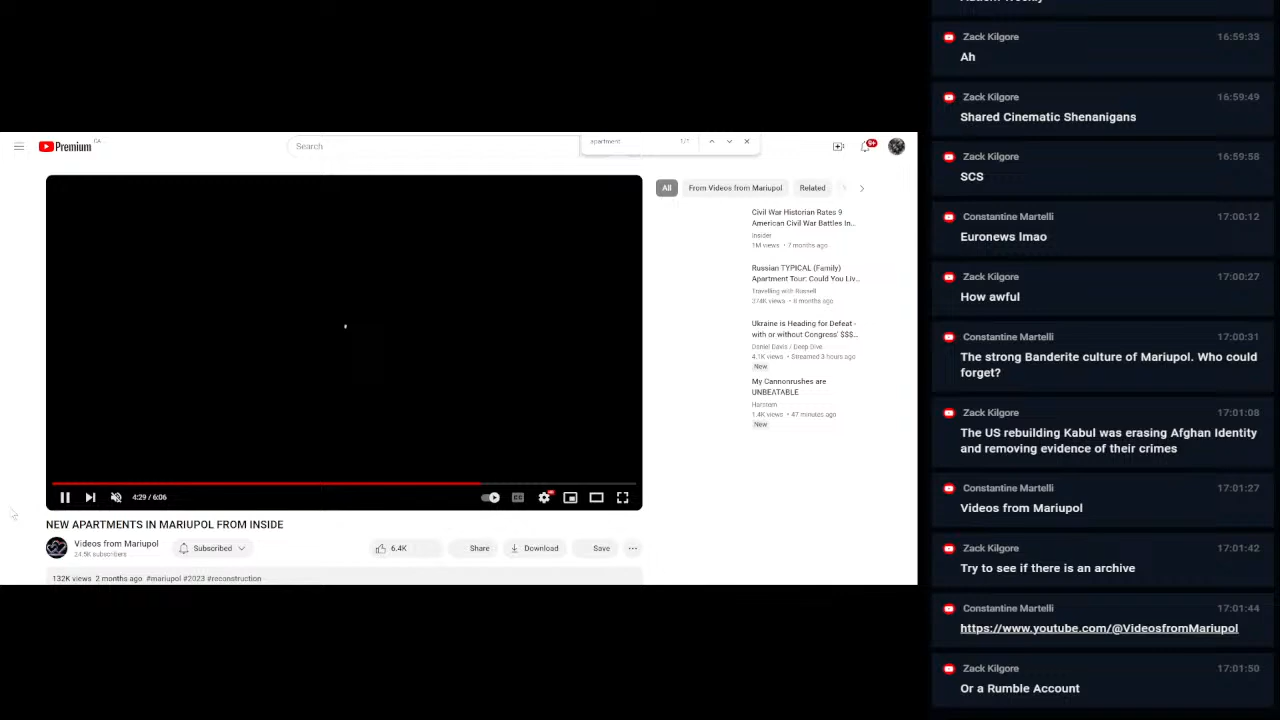 Premium
CA
Search
apartment
1/1
9+
All
From Videos from Mariupol
Related
Civil War Historian Rates 9
American Civil War Battles In...
Insider
1M views • 7 months ago
Russian TYPICAL (Family)
Apartment Tour: Could You Liv...
Travelling with Russell
374K views • 8 months ago
Ukraine is Heading for Defeat -
with or without Congress' $$$...
Daniel Davis / Deep Dive
4.1K views • Streamed 3 hours ago
New
My Cannonrushes are
UNBEATABLE
Harstem
1.4K views • 47 minutes ago
New
4:29 / 6:06
NEW APARTMENTS IN MARIUPOL FROM INSIDE
Videos from Mariupol
24.5K subscribers
Subscribed
6.4K
Share
Download
Save
132K views 2 months ago #mariupol #2023 #reconstruction
Zack Kilgore 16:59:33
Ah
Zack Kilgore 16:59:49
Shared Cinematic Shenanigans
Zack Kilgore 16:59:58
SCS
Constantine Martelli 17:00:12
Euronews lmao
Zack Kilgore 17:00:27
How awful
Constantine Martelli 17:00:31
The strong Banderite culture of Mariupol. Who could
forget?
Zack Kilgore 17:01:08
The US rebuilding Kabul was erasing Afghan Identity
and removing evidence of their crimes
Constantine Martelli 17:01:27
Videos from Mariupol
Zack Kilgore 17:01:42
Try to see if there is an archive
Constantine Martelli 17:01:44
https://www.youtube.com/@VideosfromMariupol
Zack Kilgore 17:01:50
Or a Rumble Account